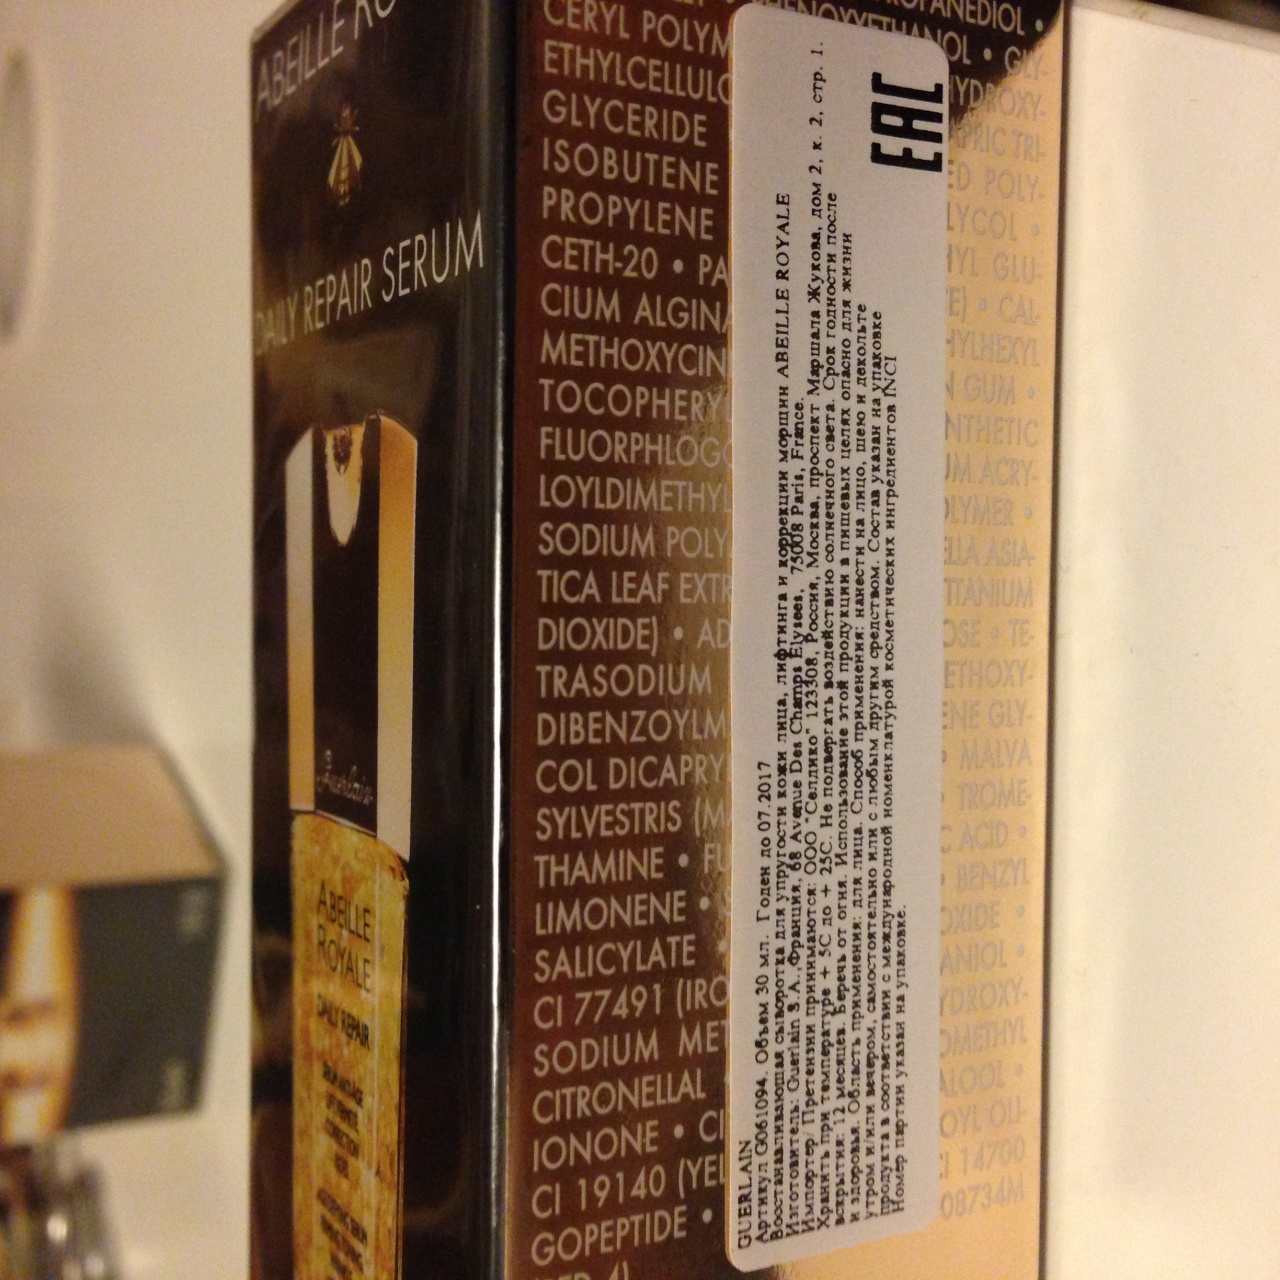 ABEILLE RO
DAILY REPAIR SERUM
Guerlain
ABEILLE
ROYALE
DAILY REPAIR
ROPANEDIOL •
CERYL POLYM
PHENOXYETHANOL • GLY-
ETHYLCELLULO
HYDROXY-
GLYCERIDE
APRIC TRI-
ISOBUTENE
ED POLY-
PROPYLENE
LYCOL •
CETH-20 • PA
HYL GLU-
CIUM ALGINA
E) • CAL-
METHOXYCIN
HYLHEXYL
TOCOPHERY
N GUM •
FLUORPHLOGO
NTHETIC
LOYLDIMETHYL
UM ACRY-
SODIUM POLY
OLYMER •
TICA LEAF EXTR
ELLA ASIA-
DIOXIDE) • AD
TITANIUM
TRASODIUM
OSE • TE-
DIBENZOYLM
ETHOXY-
COL DICAPRY
ENE GLY-
SYLVESTRIS (MA
• MALVA
THAMINE • FU
• TROME-
LIMONENE •
C ACID •
SALICYLATE •
• BENZYL
CI 77491 (IRO
OXIDE •
SODIUM MET
ANIOL •
CITRONELLAL
YDROXY-
IONONE • CI
OMETHYL
CI 19140 (YEL
ALOOL •
GOPEPTIDE •
OYL OLI-
CI 14700
08734M
EAC
GUERLAIN
Артикул G061094. Объем 30 мл. Годен до 07.2017
Восстанавливающая сыворотка для упругости кожи лица, лифтинга и коррекции морщин ABEILLE ROYALE
Изготовитель: Guerlain S.A., Франция, 68 Avenue Des Champs Elysees, 75008 Paris, France.
Импортер/ Претензии принимаются: ООО "Селдико" 123308, Россия, Москва, проспект Маршала Жукова, дом 2, к. 2, стр. 1.
Хранить при температуре + 5С до + 25С. Не подвергать воздействию солнечного света. Срок годности после
вскрытия: 12 месяцев. Беречь от огня. Использование этой продукции в пищевых целях опасно для жизни
и здоровья. Область применения: для лица. Способ применения: нанести на лицо, шею и декольте
утром и/или вечером, самостоятельно или с любым другим средством. Состав указан на упаковке
продукта в соответствии с международной номенклатурой косметических ингредиентов INCI
Номер партии указан на упаковке.